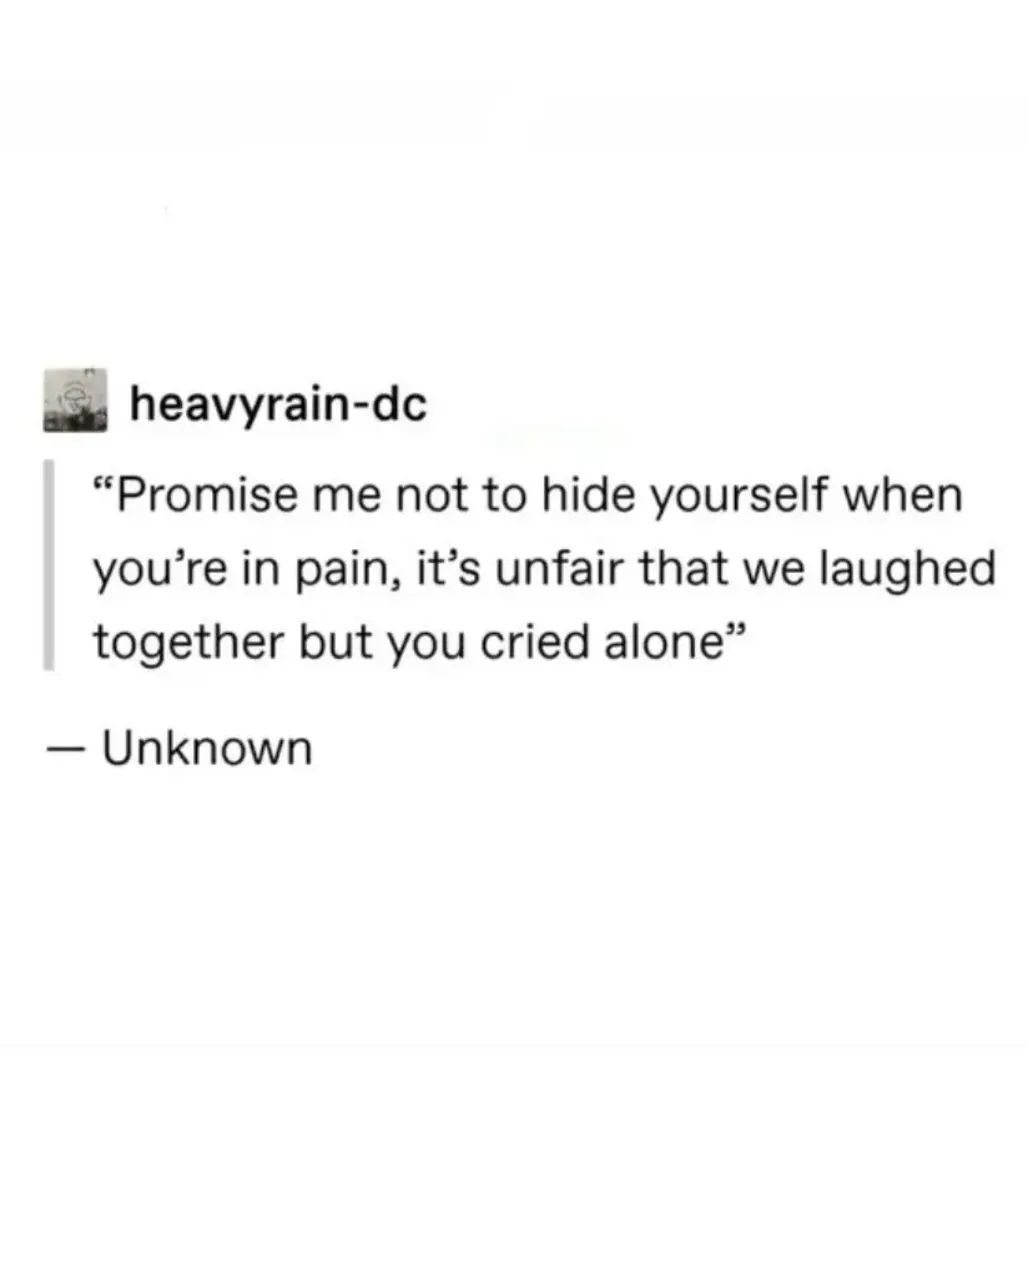 heavyrain-dc
“Promise me not to hide yourself when
you’re in pain, it’s unfair that we laughed
together but you cried alone”
— Unknown